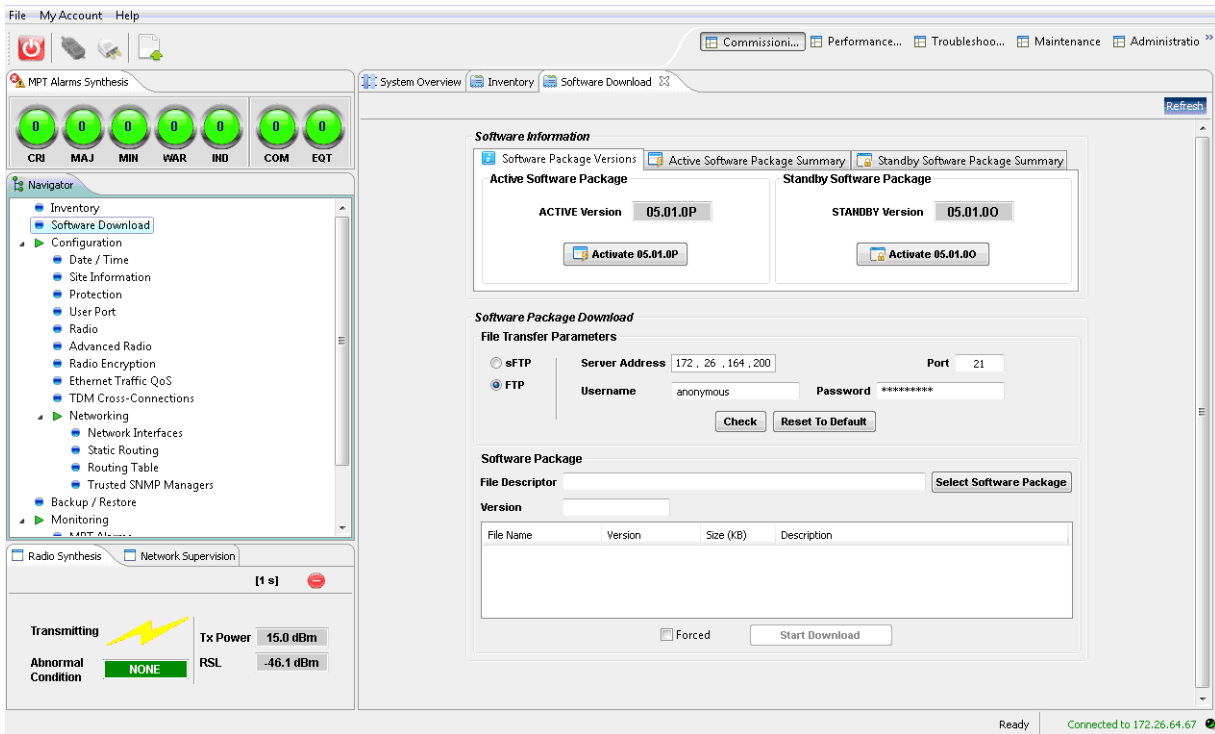 File My Account Help
Commissioni... Performance... Troubleshoo... Maintenance Administratio »
MPT Alarms Synthesis
0 0 0 0 0 0 0
CRI MAJ MIN WAR IND COM EQT
Navigator
Inventory
Software Download
Configuration
Date / Time
Site Information
Protection
User Port
Radio
Advanced Radio
Radio Encryption
Ethernet Traffic QoS
TDM Cross-Connections
Networking
Network Interfaces
Static Routing
Routing Table
Trusted SNMP Managers
Backup / Restore
Monitoring
MPT Alarms
Radio Synthesis Network Supervision
[1 s]
Transmitting
Tx Power 15.0 dBm
Abnormal Condition NONE
RSL -46.1 dBm
System Overview Inventory Software Download
Refresh
Software Information
Software Package Versions Active Software Package Summary Standby Software Package Summary
Active Software Package Standby Software Package
ACTIVE Version 05.01.0P STANDBY Version 05.01.0O
Activate 05.01.0P Activate 05.01.0O
Software Package Download
File Transfer Parameters
sFTP Server Address 172 , 26 , 164 , 200 Port 21
FTP Username anonymous Password *********
Check Reset To Default
Software Package
File Descriptor Select Software Package
Version
File Name Version Size (KB) Description
Forced Start Download
Ready Connected to 172.26.64.67